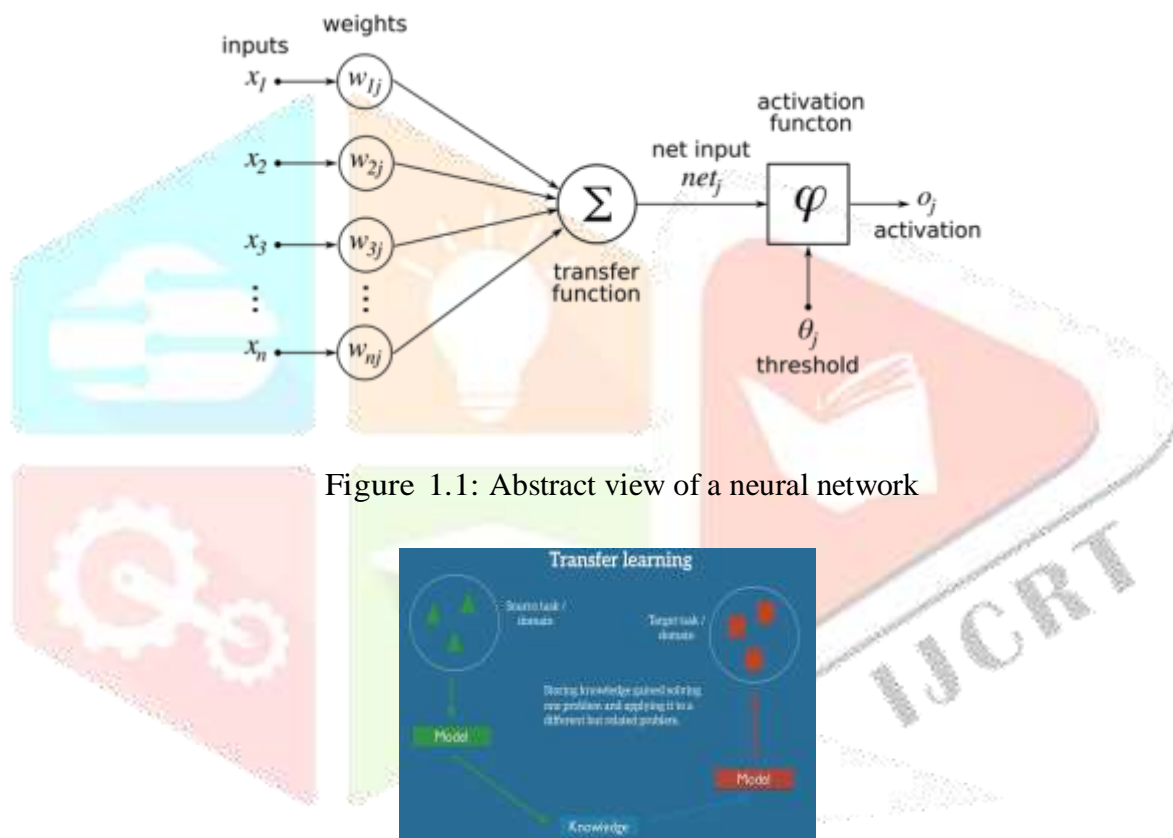 weights
inputs
x₁ w₁ⱼ
x₂ w₂ⱼ
x₃ w₃ⱼ
⋮ ⋮
xₙ wₙⱼ
Σ
transfer
function
net input
netⱼ
activation
functon
φ
oⱼ
activation
θⱼ
threshold
Figure 1.1: Abstract view of a neural network
Transfer learning
Source task /
domain
Target task /
domain
Storing knowledge gained solving
one problem and applying it to a
different but related problem.
Model
Model
Knowledge
IJCRT